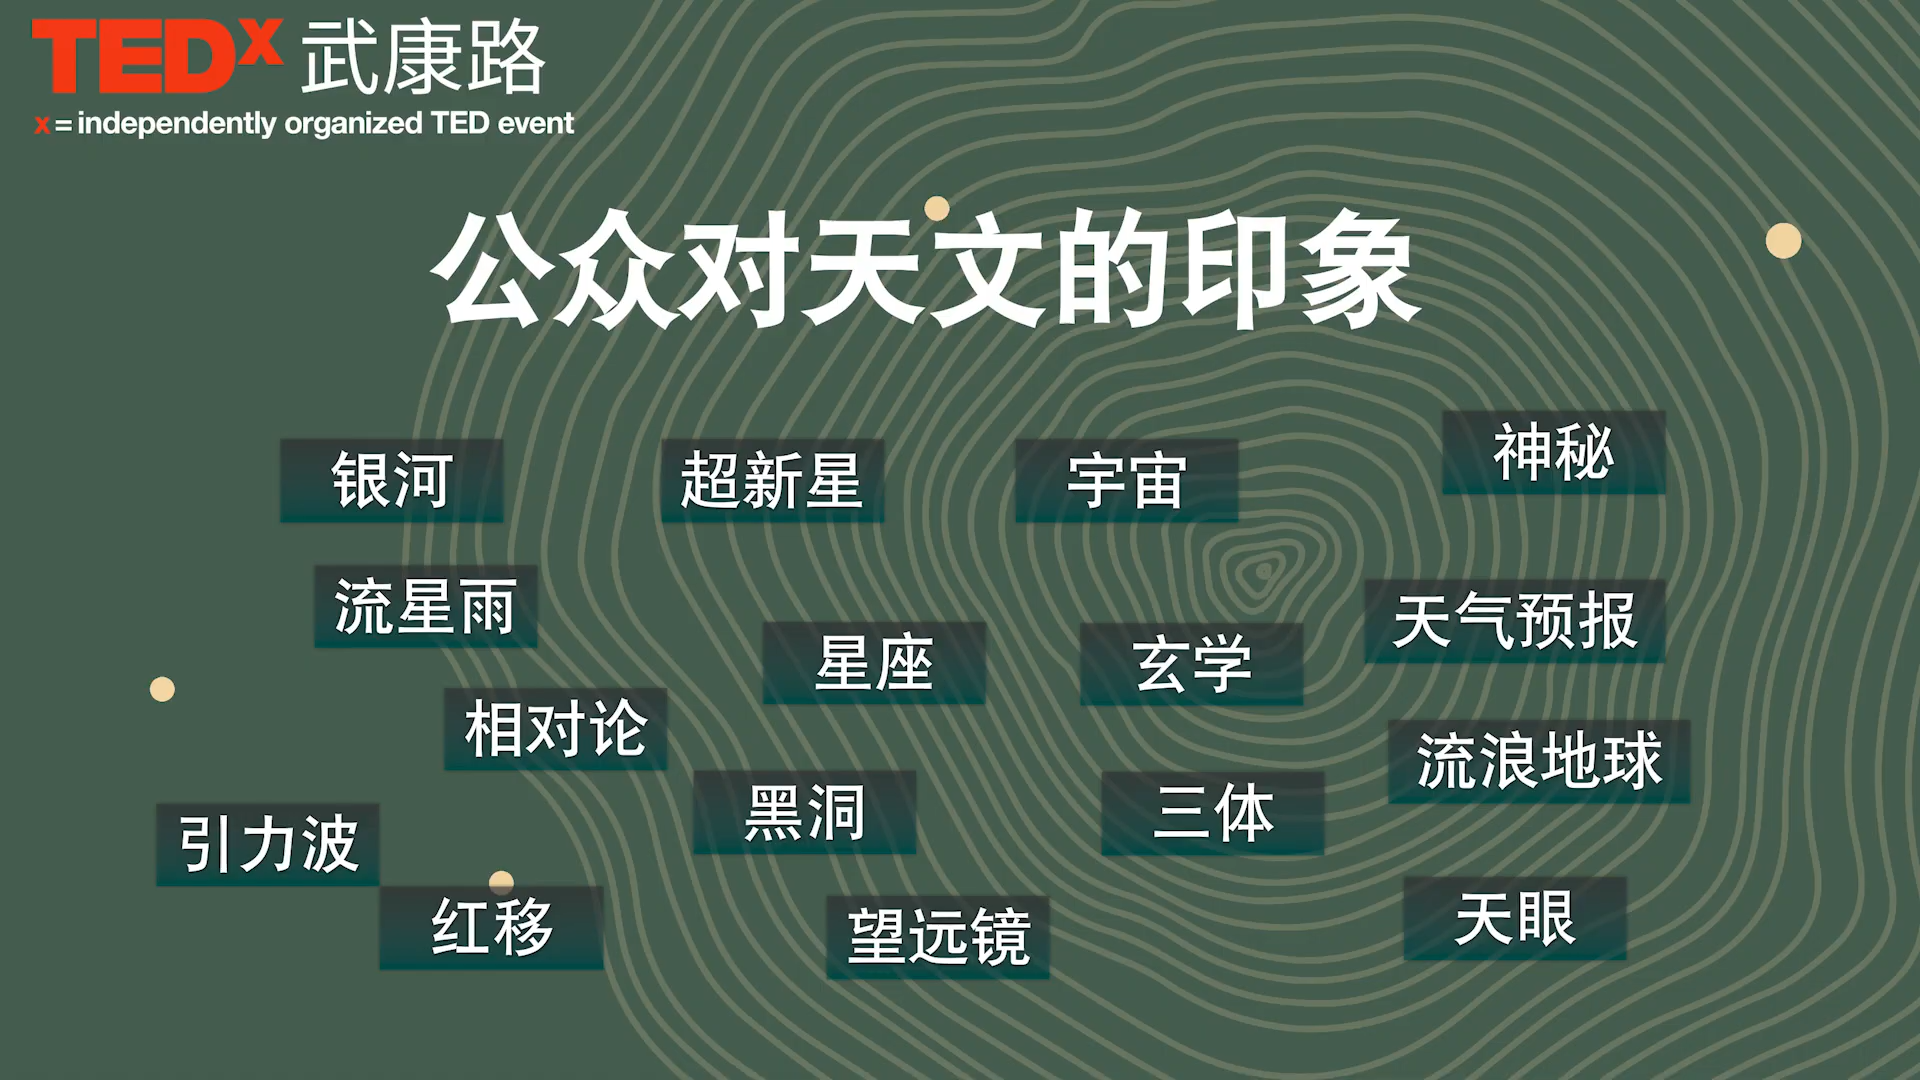 TEDx 武康路
x = independently organized TED event
公众对天文的印象
银河
超新星
宇宙
神秘
流星雨
天气预报
星座
玄学
相对论
流浪地球
黑洞
三体
引力波
红移
望远镜
天眼